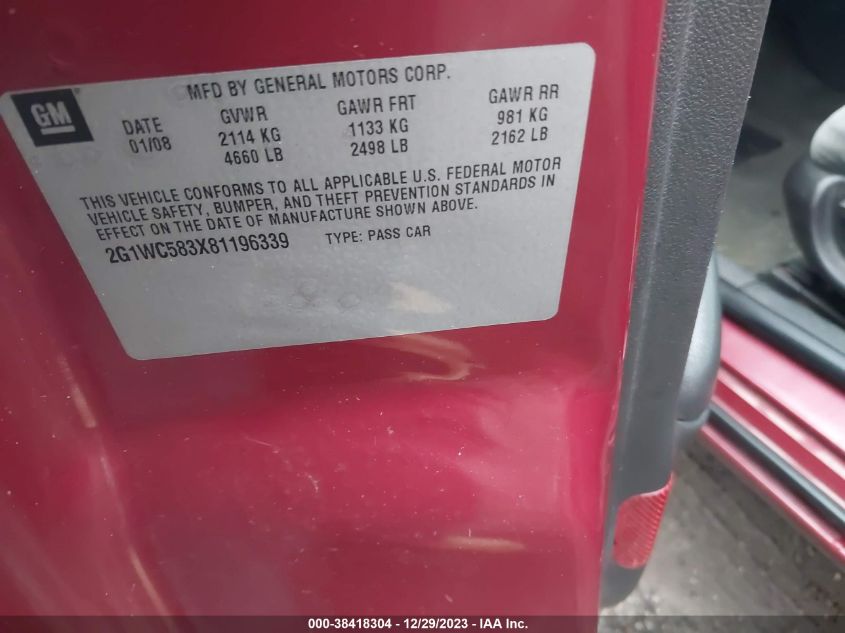 MFD BY GENERAL MOTORS CORP.
GM
DATE GVWR GAWR FRT GAWR RR
01/08 2114 KG 1133 KG 981 KG
4660 LB 2498 LB 2162 LB
THIS VEHICLE CONFORMS TO ALL APPLICABLE U.S. FEDERAL MOTOR
VEHICLE SAFETY, BUMPER, AND THEFT PREVENTION STANDARDS IN
EFFECT ON THE DATE OF MANUFACTURE SHOWN ABOVE.
2G1WC583X81196339 TYPE: PASS CAR
000-38418304 - 12/29/2023 - IAA Inc.